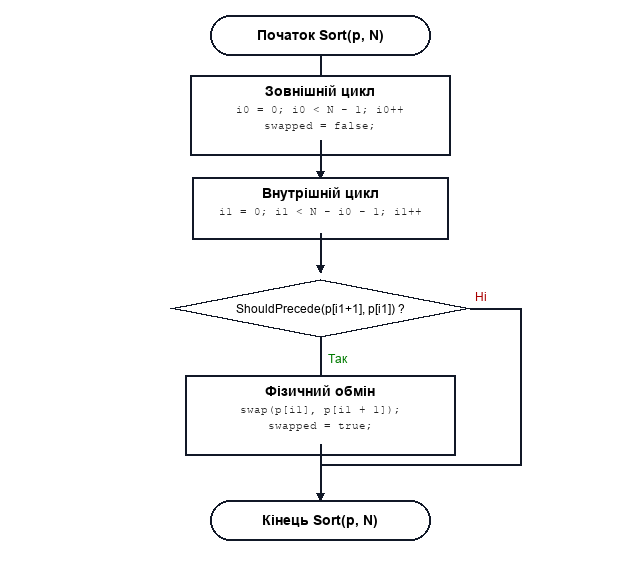 Початок Sort(p, N)
Зовнішній цикл
i0 = 0; i0 < N - 1; i0++
swapped = false;
Внутрішній цикл
i1 = 0; i1 < N - i0 - 1; i1++
ShouldPrecede(p[i1+1], p[i1]) ?
Ні
Так
Фізичний обмін
swap(p[i1], p[i1 + 1]);
swapped = true;
Кінець Sort(p, N)